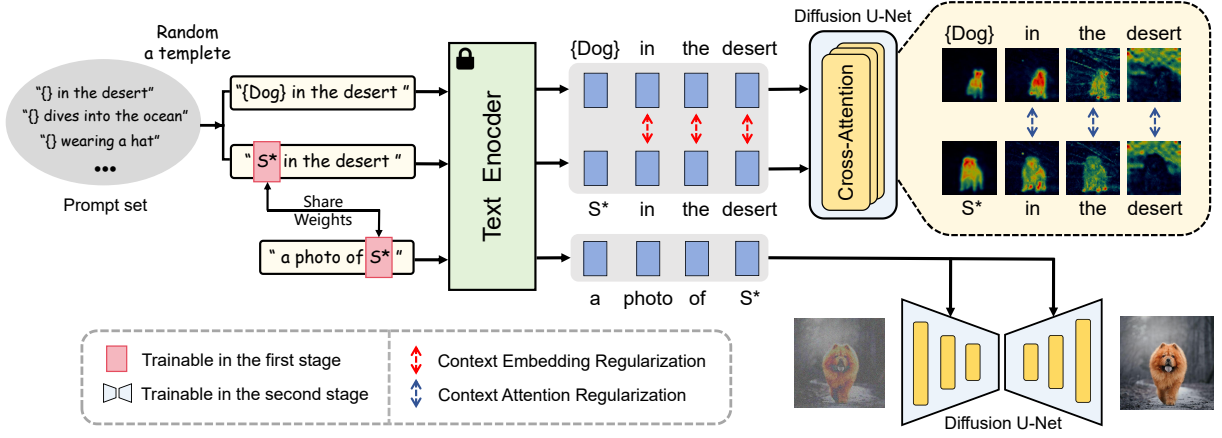 Random
a templete
“{} in the desert”
“{} dives into the ocean”
“{} wearing a hat”
•••
Prompt set
“{Dog} in the desert ”
“ S* in the desert ”
Share
Weights
“ a photo of S* ”
Text Enocder
{Dog} in the desert
S* in the desert
a photo of S*
Diffusion U-Net
Cross-Attention
{Dog} in the desert
S* in the desert
Trainable in the first stage
Trainable in the second stage
Context Embedding Regularization
Context Attention Regularization
Diffusion U-Net